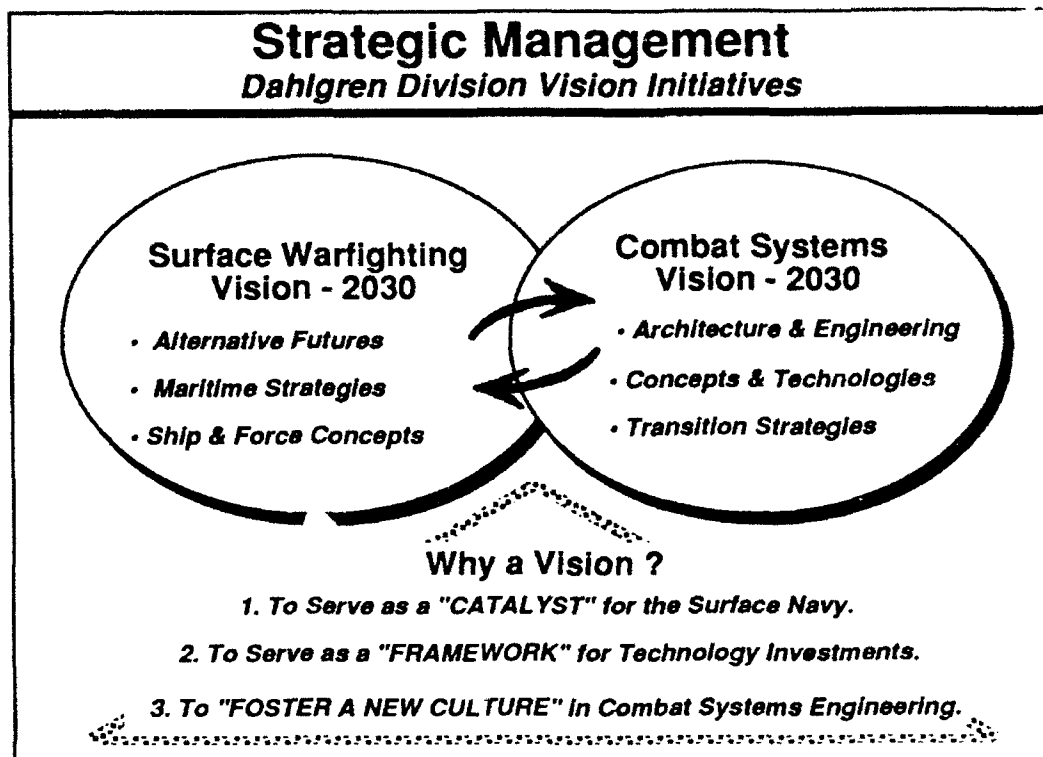 Strategic Management
Dahlgren Division Vision Initiatives
Surface Warfighting
Vision - 2030
• Alternative Futures
• Maritime Strategies
• Ship & Force Concepts
Combat Systems
Vision - 2030
• Architecture & Engineering
• Concepts & Technologies
• Transition Strategies
Why a Vision ?
1. To Serve as a "CATALYST" for the Surface Navy.
2. To Serve as a "FRAMEWORK" for Technology Investments.
3. To "FOSTER A NEW CULTURE" in Combat Systems Engineering.